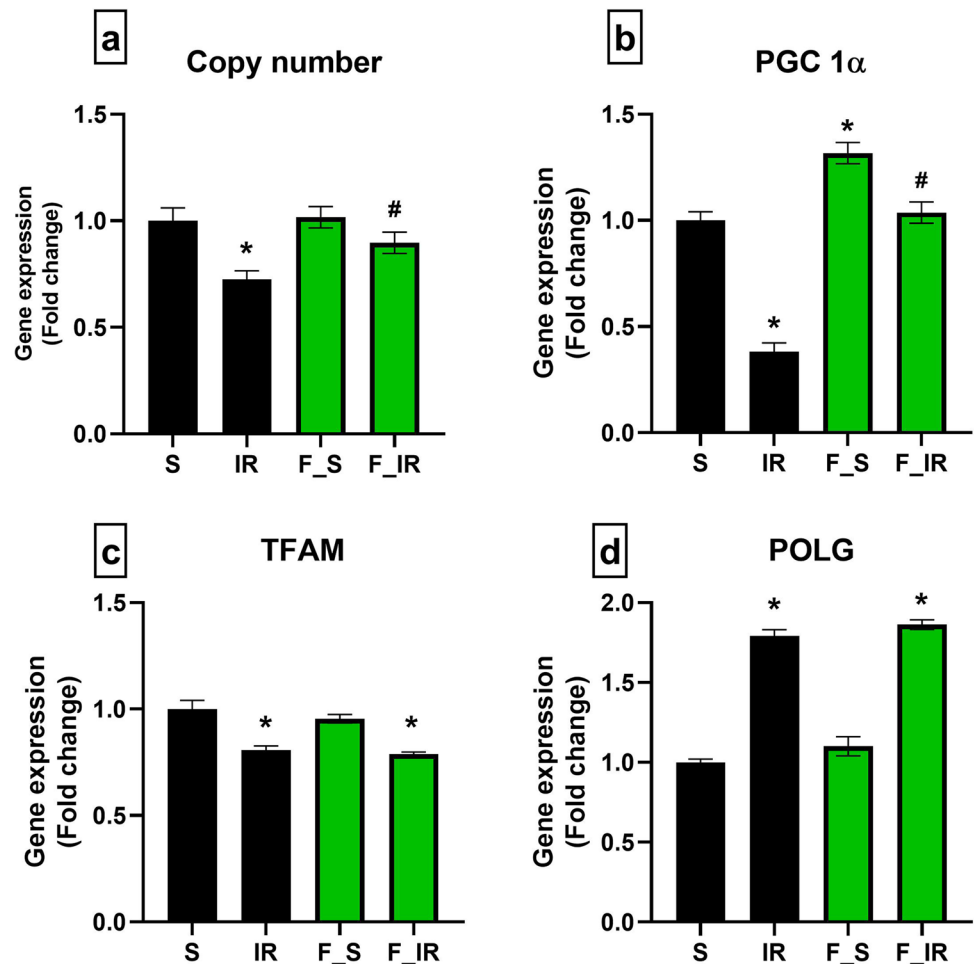 a
Copy number
Gene expression
(Fold change)
1.5
1.0
0.5
0.0
*
#
S IR F_S F_IR
b
PGC 1α
Gene expression
(Fold change)
1.5
1.0
0.5
0.0
*
*
#
S IR F_S F_IR
c
TFAM
Gene expression
(Fold change)
1.5
1.0
0.5
0.0
* *
S IR F_S F_IR
d
POLG
Gene expression
(Fold change)
2.0
1.5
1.0
0.5
0.0
* *
S IR F_S F_IR